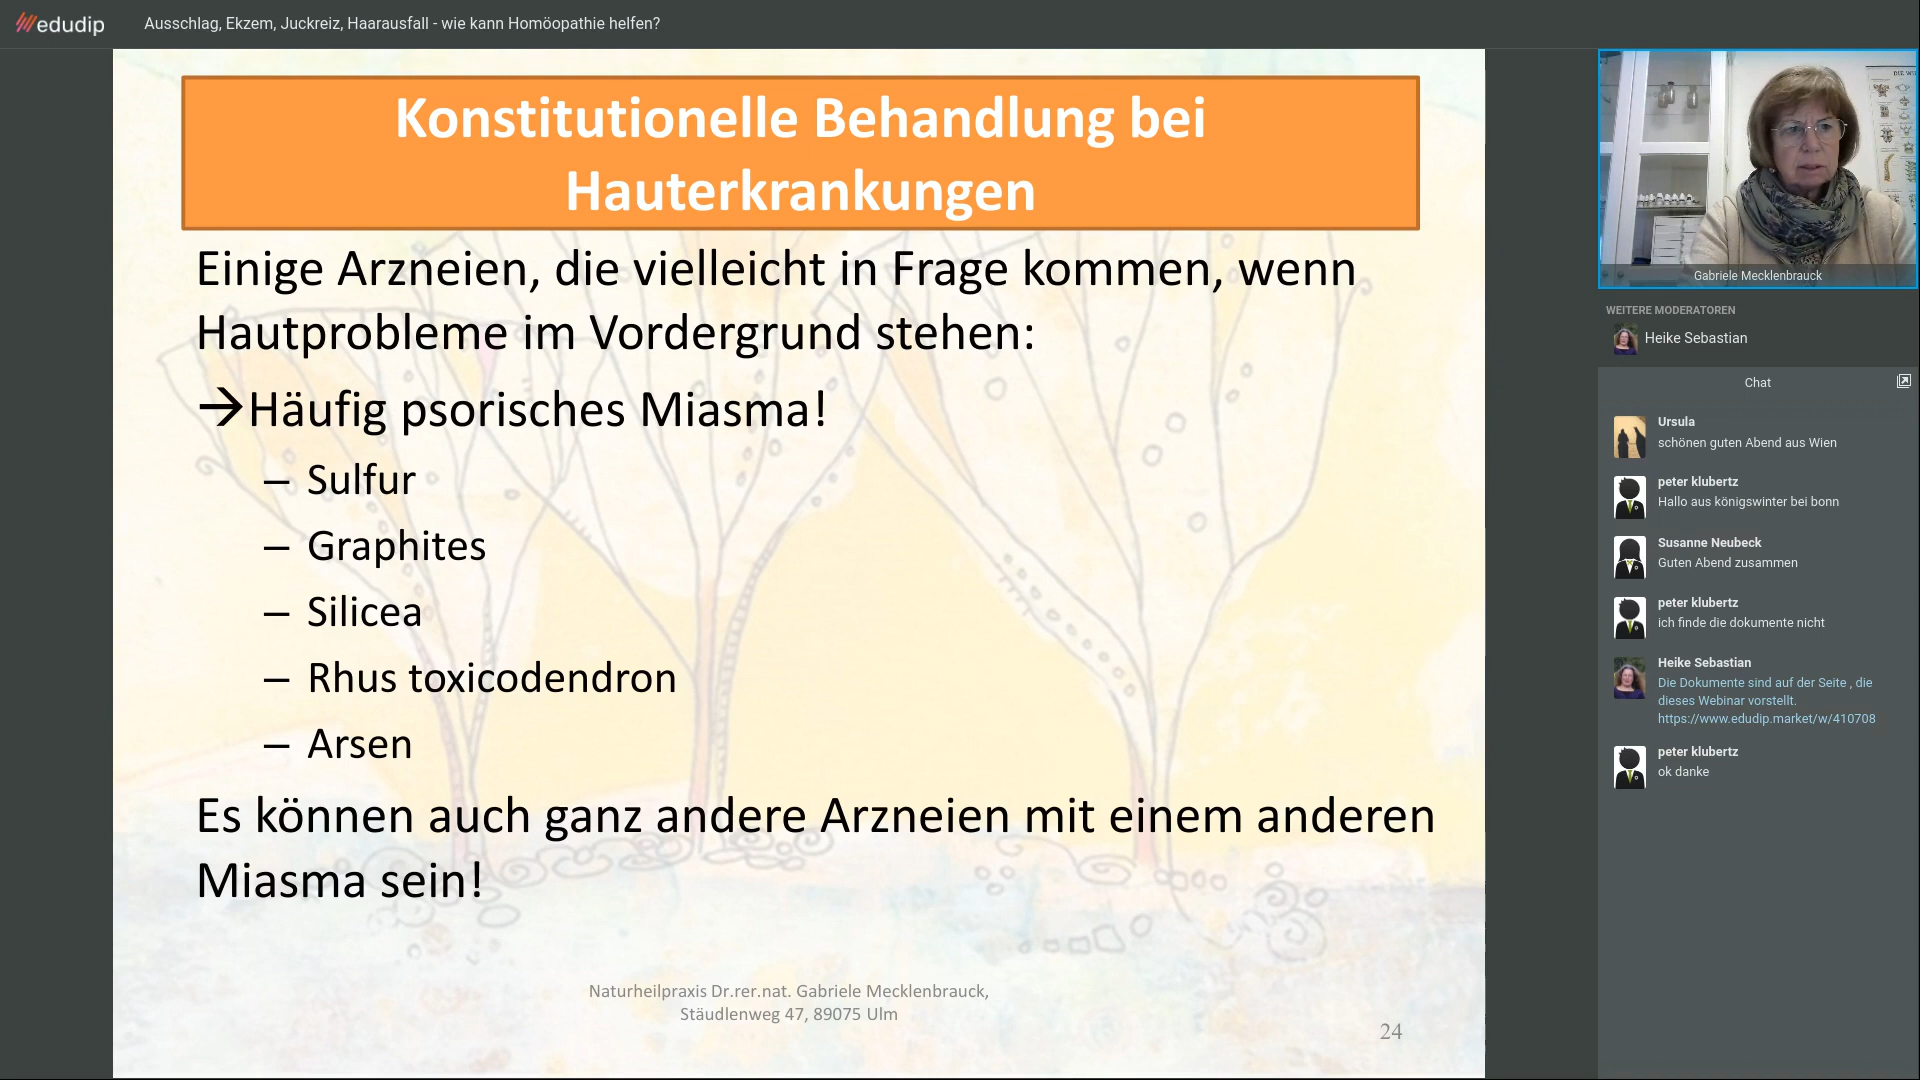 edudip
Ausschlag, Ekzem, Juckreiz, Haarausfall - wie kann Homöopathie helfen?
Konstitutionelle Behandlung bei
Hauterkrankungen
Einige Arzneien, die vielleicht in Frage kommen, wenn
Hautprobleme im Vordergrund stehen:
→Häufig psorisches Miasma!
– Sulfur
– Graphites
– Silicea
– Rhus toxicodendron
– Arsen
Es können auch ganz andere Arzneien mit einem anderen
Miasma sein!
Naturheilpraxis Dr.rer.nat. Gabriele Mecklenbrauck,
Stäudlenweg 47, 89075 Ulm
24
Gabriele Mecklenbrauck
WEITERE MODERATOREN
Heike Sebastian
Chat
Ursula
schönen guten Abend aus Wien
peter klubertz
Hallo aus königswinter bei bonn
Susanne Neubeck
Guten Abend zusammen
peter klubertz
ich finde die dokumente nicht
Heike Sebastian
Die Dokumente sind auf der Seite , die
dieses Webinar vorstellt.
https://www.edudip.market/w/410708
peter klubertz
ok danke